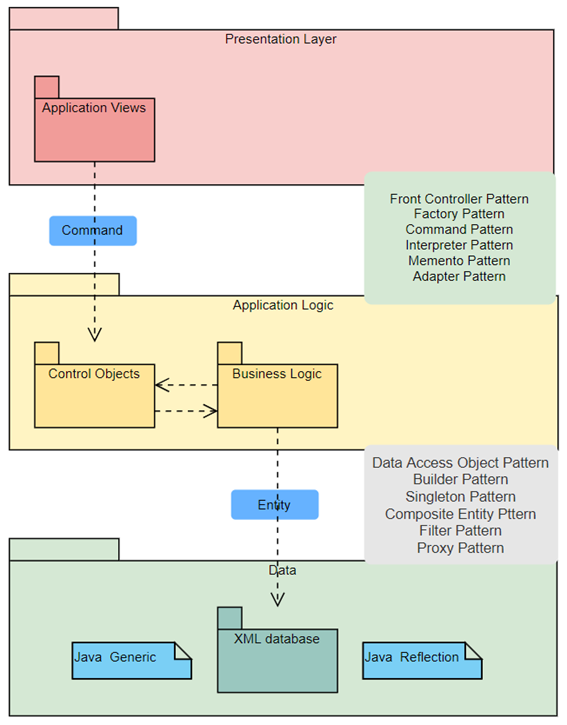 Presentation Layer
Application Views
Front Controller Pattern
Factory Pattern
Command Pattern
Interpreter Pattern
Memento Pattern
Adapter Pattern
Command
Application Logic
Control Objects
Business Logic
Data Access Object Pattern
Builder Pattern
Singleton Pattern
Composite Entity Pttern
Filter Pattern
Proxy Pattern
Entity
Data
XML database
Java  Generic
Java  Reflection